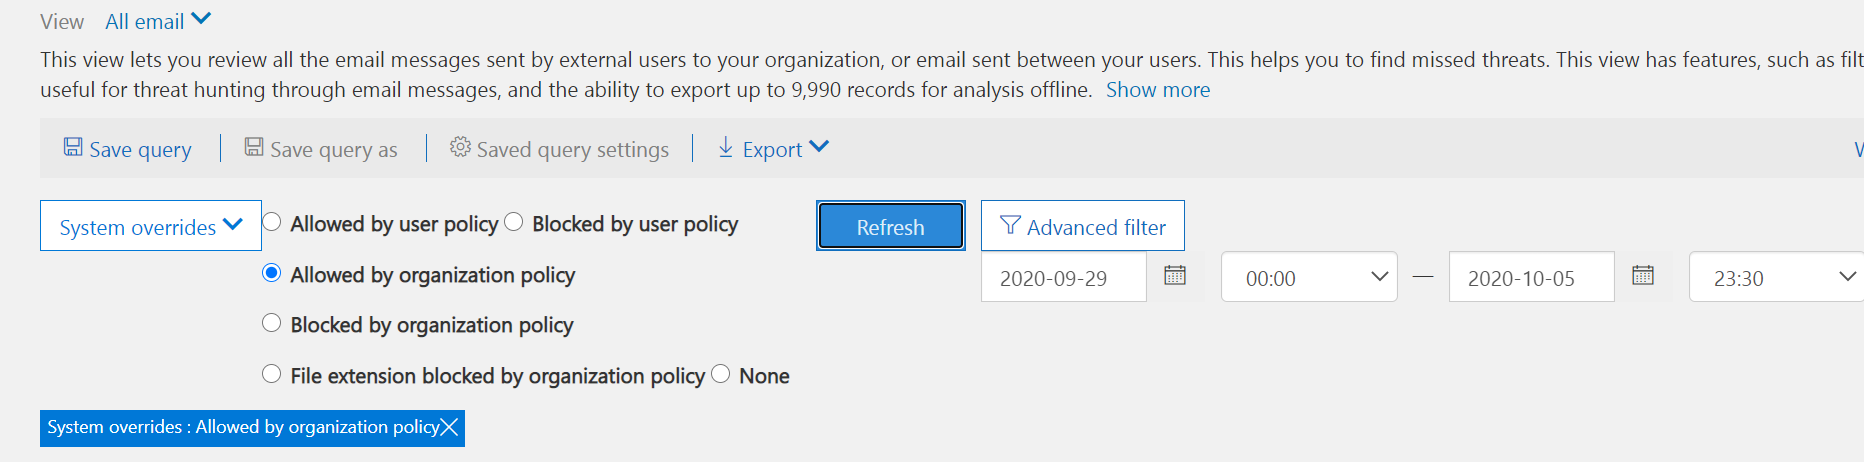 View All email
This view lets you review all the email messages sent by external users to your organization, or email sent between your users. This helps you to find missed threats. This view has features, such as filt
useful for threat hunting through email messages, and the ability to export up to 9,990 records for analysis offline. Show more
Save query Save query as Saved query settings Export
System overrides Allowed by user policy Blocked by user policy Refresh Advanced filter
Allowed by organization policy 2020-09-29 00:00 — 2020-10-05 23:30
Blocked by organization policy
File extension blocked by organization policy None
System overrides : Allowed by organization policy